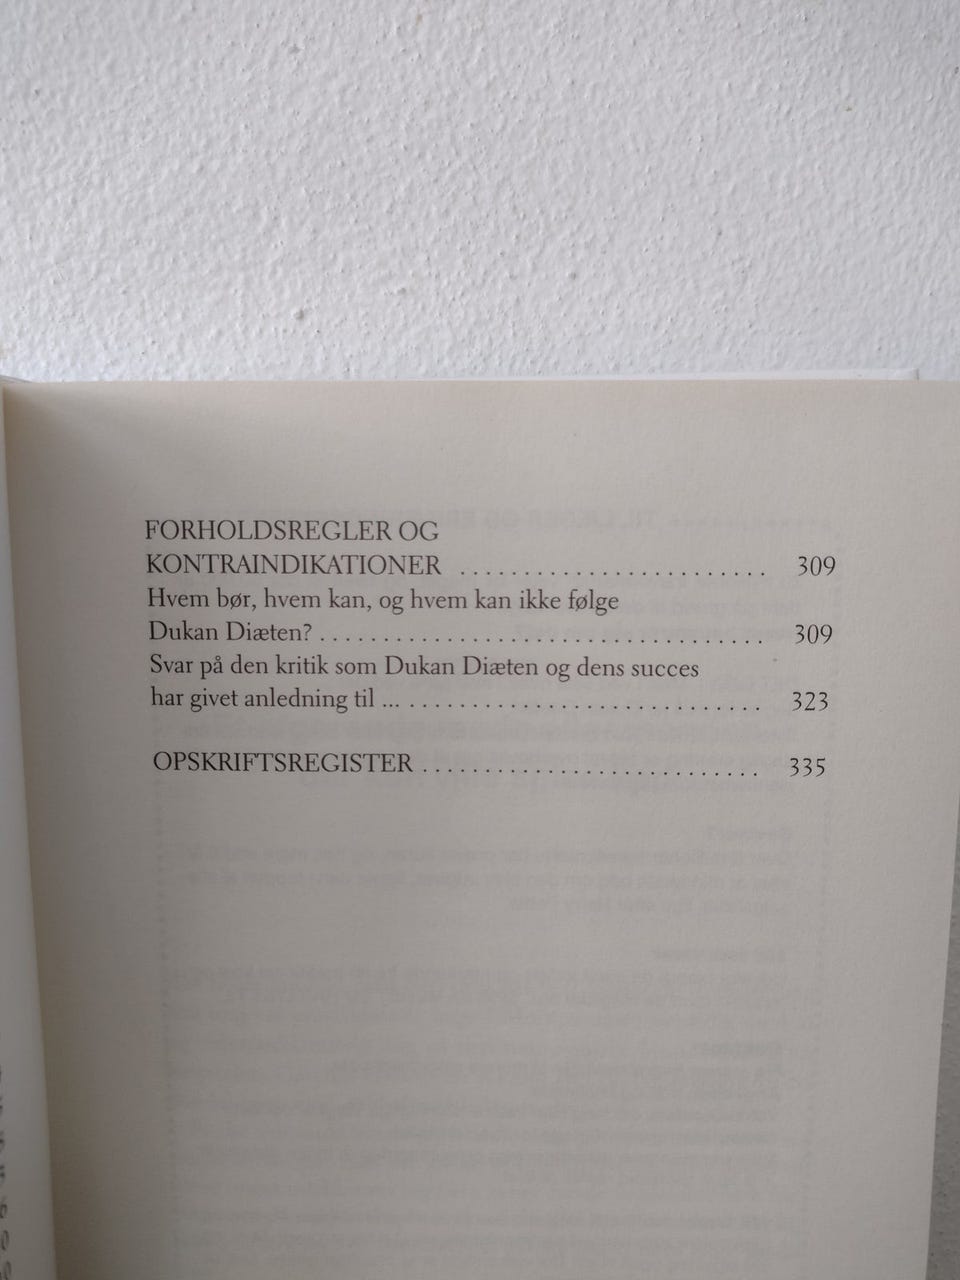 FORHOLDSREGLER OG
KONTRAINDIKATIONER ........................ 309
Hvem bør, hvem kan, og hvem kan ikke følge
Dukan Diæten? ................................... 309
Svar på den kritik som Dukan Diæten og dens succes
har givet anledning til ... ............................ 323
OPSKRIFTSREGISTER ........................... 335